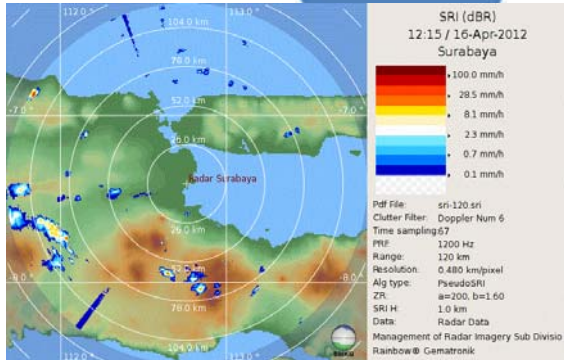 112.0 °
113.0 °
104.0 km
78.0 km
52.0 km
26.0 km
-7.0 °
-7.0 °
Radar Surabaya
26.0 km
52.0 km
78.0 km
104.0 km
-8.0 °
-8.0 °
112.0 °
113.0 °
BMKG
SRI (dBR)
12:15 / 16-Apr-2012
Surabaya
100.0 mm/h
28.5 mm/h
8.1 mm/h
2.3 mm/h
0.7 mm/h
0.1 mm/h
Pdf File: sri-120.sri
Clutter Filter: Doppler Num 6
Time sampling:67
PRF: 1200 Hz
Range: 120 km
Resolution: 0.480 km/pixel
Alg type: PseudoSRI
ZR: a=200, b=1.60
SRI H: 1.0 km
Data: Radar Data
Management of Radar Imagery Sub Divisio
Rainbow® Gematronik